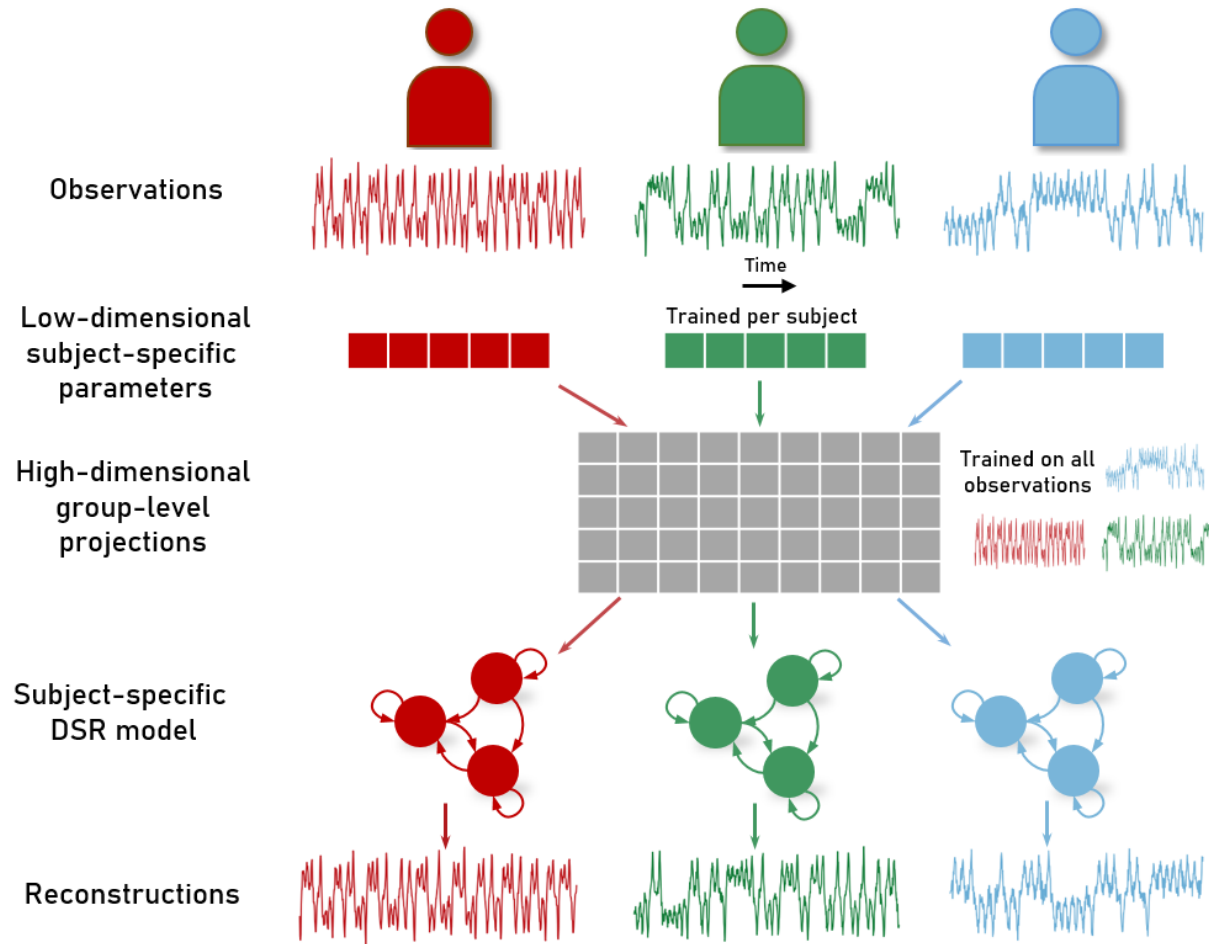 Observations
Time
Low-dimensional
subject-specific
parameters
Trained per subject
High-dimensional
group-level
projections
Trained on all
observations
Subject-specific
DSR model
Reconstructions